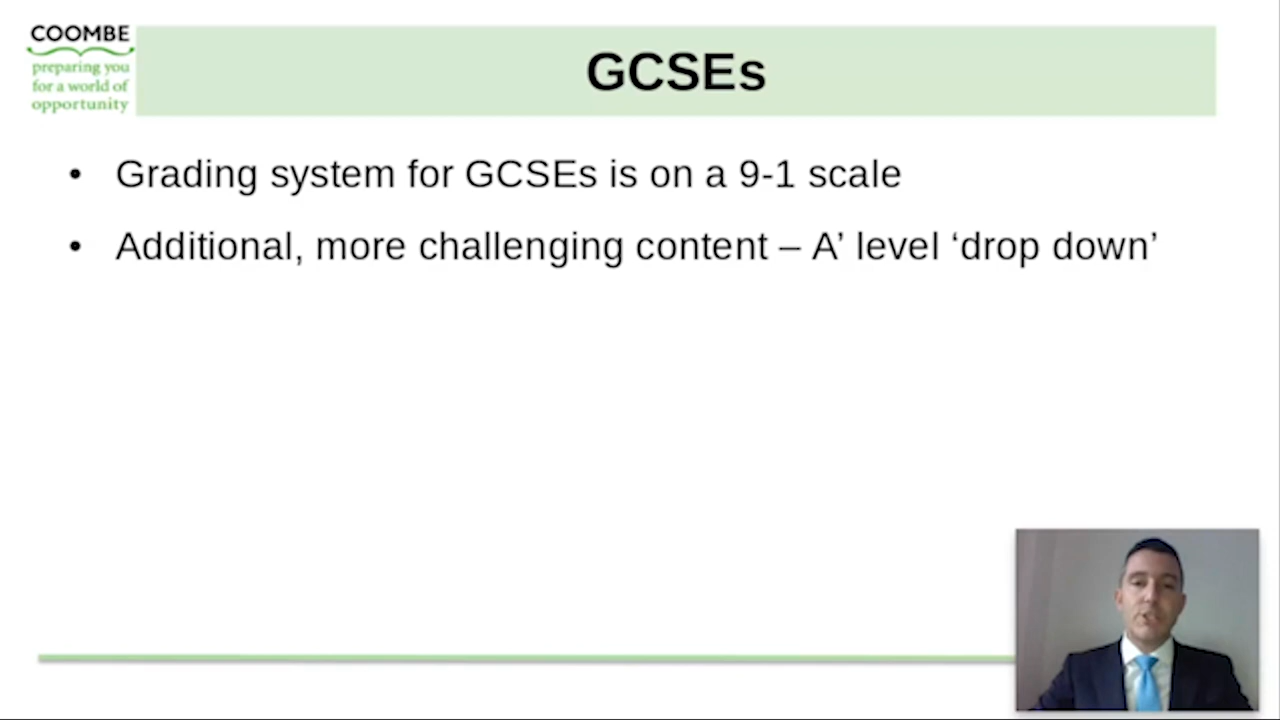 COOMBE
preparing you
for a world of
opportunity
GCSEs
• Grading system for GCSEs is on a 9-1 scale
• Additional, more challenging content – A’ level ‘drop down’